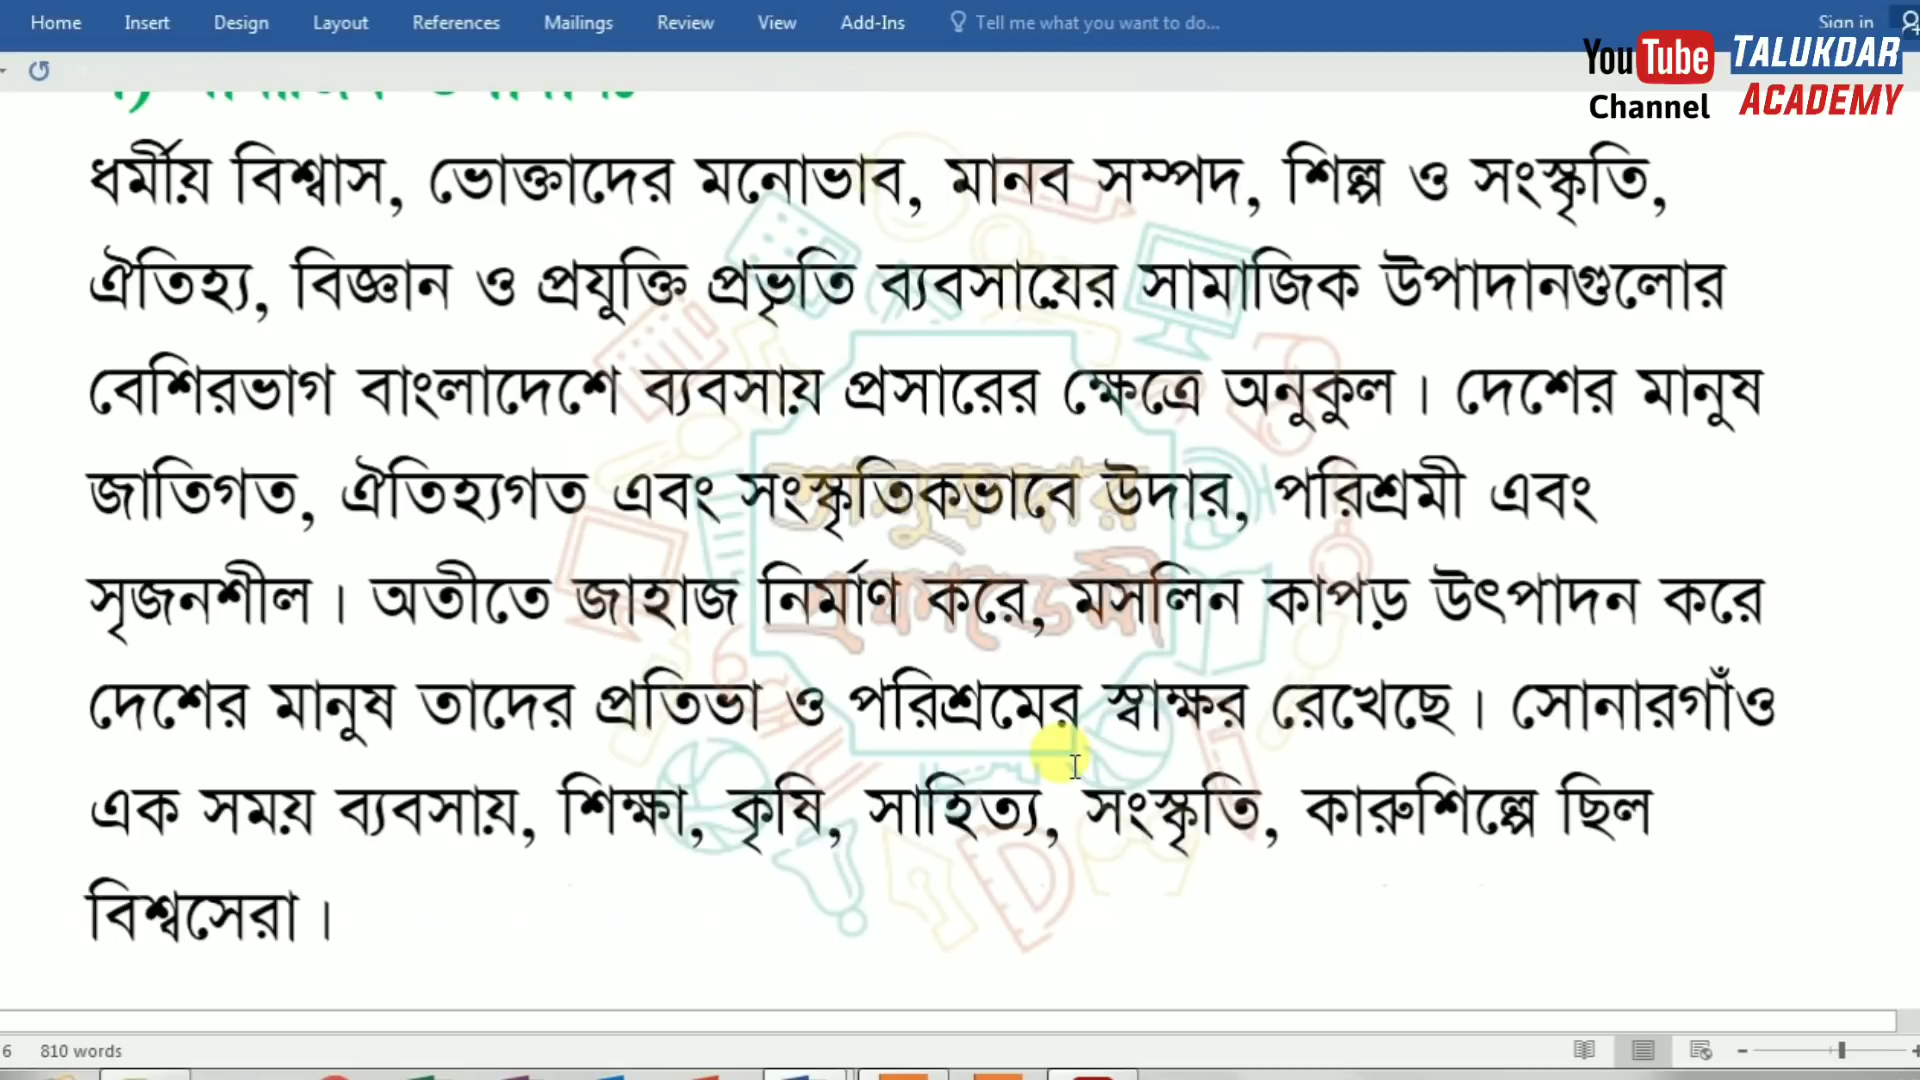 Home Insert Design Layout References Mailings Review View Add-Ins Tell me what you want to do... Sign in
YouTube TALUKDAR
Channel ACADEMY
ধর্মীয় বিশ্বাস, ভোক্তাদের মনোভাব, মানব সম্পদ, শিল্প ও সংস্কৃতি,
ঐতিহ্য, বিজ্ঞান ও প্রযুক্তি প্রভৃতি ব্যবসায়ের সামাজিক উপাদানগুলোর
বেশিরভাগ বাংলাদেশে ব্যবসায় প্রসারের ক্ষেত্রে অনুকুল।  দেশের মানুষ
জাতিগত, ঐতিহ্যগত এবং সংস্কৃতিকভাবে উদার, পরিশ্রমী এবং
সৃজনশীল। অতীতে জাহাজ নির্মাণ করে, মসলিন কাপড় উৎপাদন করে
দেশের মানুষ তাদের প্রতিভা ও পরিশ্রমের স্বাক্ষর রেখেছে। সোনারগাঁও
এক সময় ব্যবসায়, শিক্ষা, কৃষি, সাহিত্য, সংস্কৃতি, কারুশিল্পে ছিল
বিশ্বসেরা।
তালুকদার
একাডেমী
6 810 words